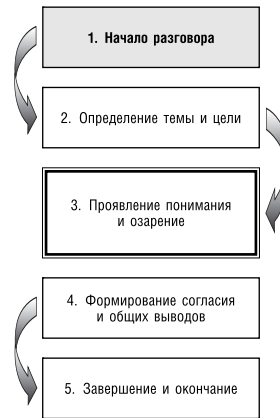 1. Начало разговора
2. Определение темы и цели
3. Проявление понимания
и озарение
4. Формирование согласия
и общих выводов
5. Завершение и окончание